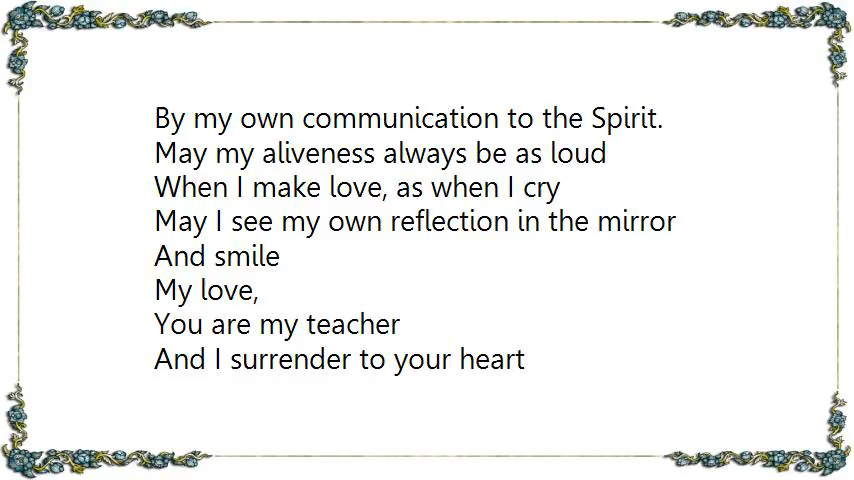 By my own communication to the Spirit.
May my aliveness always be as loud
When I make love, as when I cry
May I see my own reflection in the mirror
And smile
My love,
You are my teacher
And I surrender to your heart